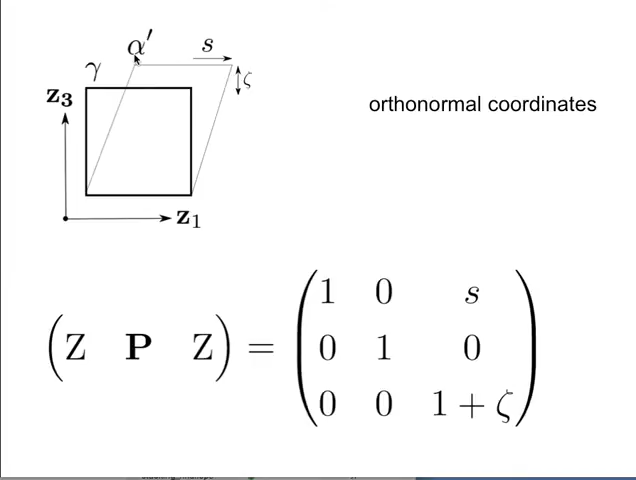 α′
s
γ
ζ
z₃
orthonormal coordinates
z₁
(Z P Z) =
1 0 s
0 1 0
0 0 1 + ζ